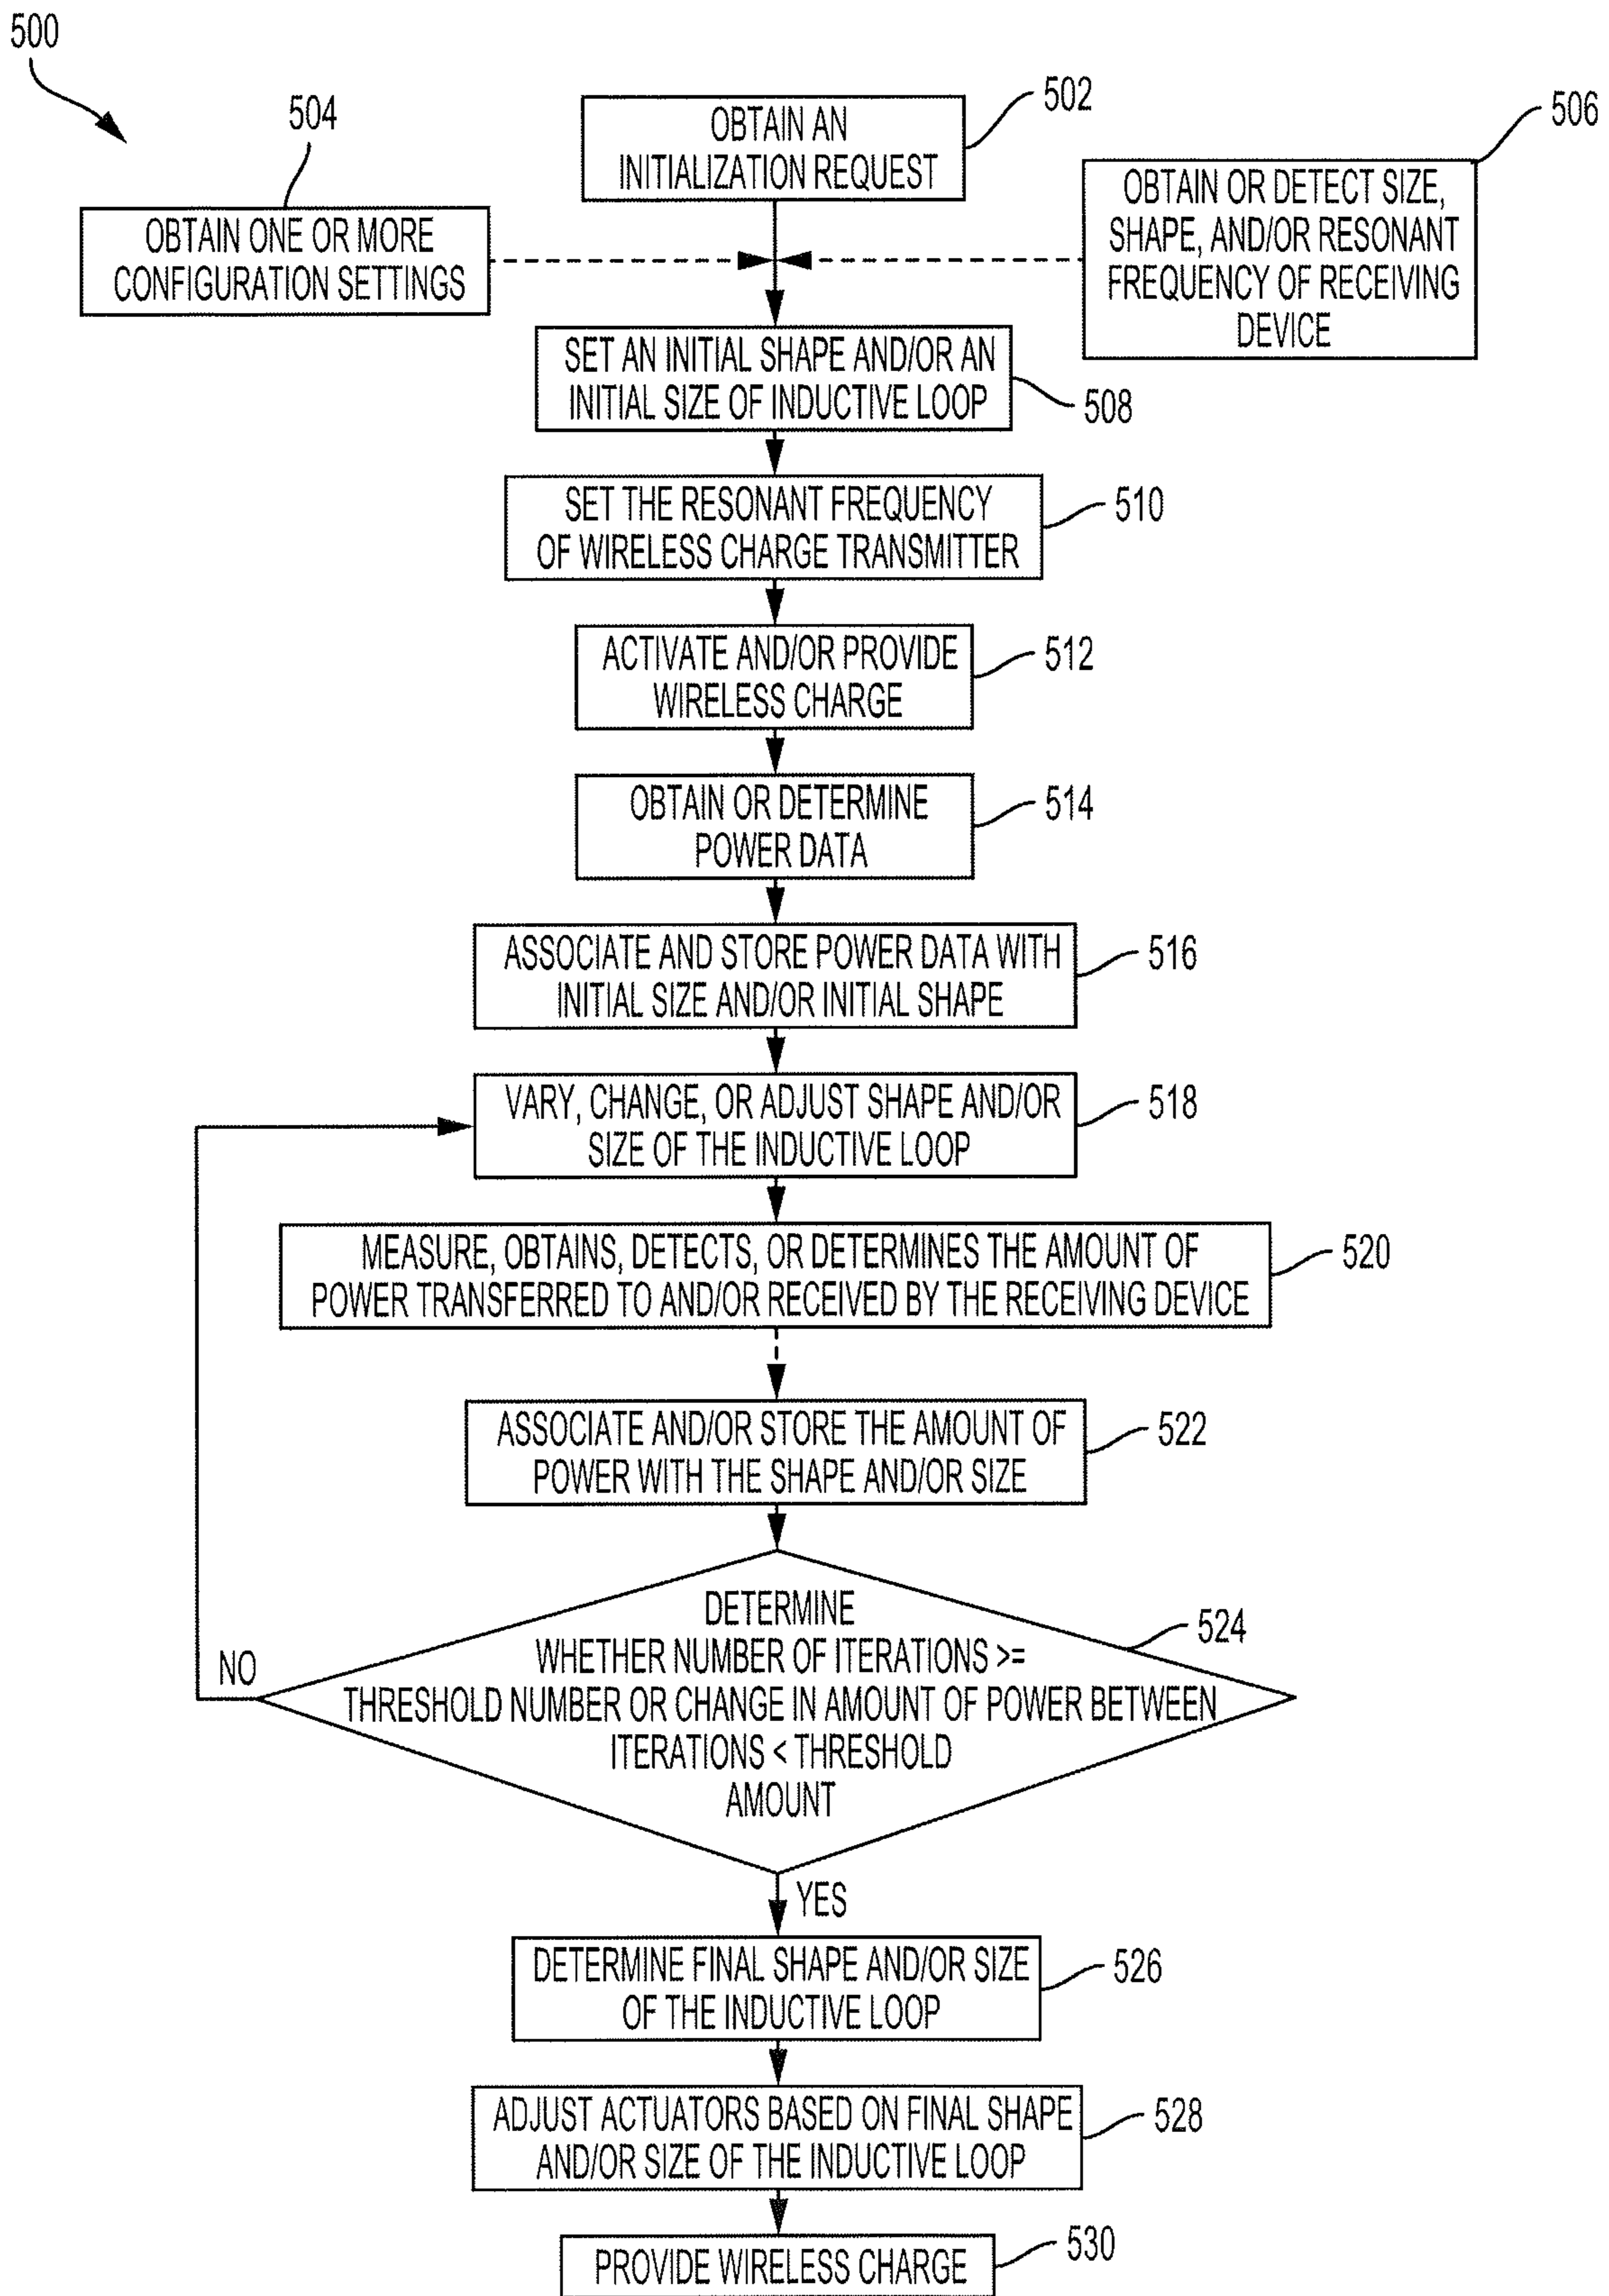 500
504
OBTAIN ONE OR MORE
CONFIGURATION SETTINGS
502
OBTAIN AN
INITIALIZATION REQUEST
506
OBTAIN OR DETECT SIZE,
SHAPE, AND/OR RESONANT
FREQUENCY OF RECEIVING
DEVICE
SET AN INITIAL SHAPE AND/OR AN
INITIAL SIZE OF INDUCTIVE LOOP
508
SET THE RESONANT FREQUENCY
OF WIRELESS CHARGE TRANSMITTER
510
ACTIVATE AND/OR PROVIDE
WIRELESS CHARGE
512
OBTAIN OR DETERMINE
POWER DATA
514
ASSOCIATE AND STORE POWER DATA WITH
INITIAL SIZE AND/OR INITIAL SHAPE
516
VARY, CHANGE, OR ADJUST SHAPE AND/OR
SIZE OF THE INDUCTIVE LOOP
518
MEASURE, OBTAINS, DETECTS, OR DETERMINES THE AMOUNT OF
POWER TRANSFERRED TO AND/OR RECEIVED BY THE RECEIVING DEVICE
520
ASSOCIATE AND/OR STORE THE AMOUNT OF
POWER WITH THE SHAPE AND/OR SIZE
522
DETERMINE
WHETHER NUMBER OF ITERATIONS >=
THRESHOLD NUMBER OR CHANGE IN AMOUNT OF POWER BETWEEN
ITERATIONS < THRESHOLD
AMOUNT
524
NO
YES
DETERMINE FINAL SHAPE AND/OR SIZE
OF THE INDUCTIVE LOOP
526
ADJUST ACTUATORS BASED ON FINAL SHAPE
AND/OR SIZE OF THE INDUCTIVE LOOP
528
PROVIDE WIRELESS CHARGE
530